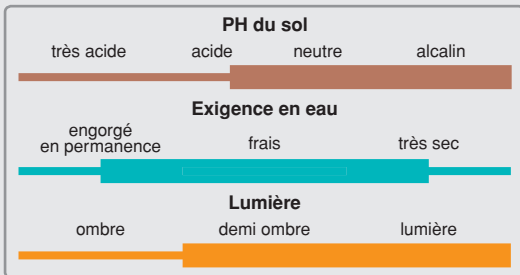 PH du sol
très acide acide neutre alcalin
Exigence en eau
engorgé
en permanence frais très sec
Lumière
ombre demi ombre lumière